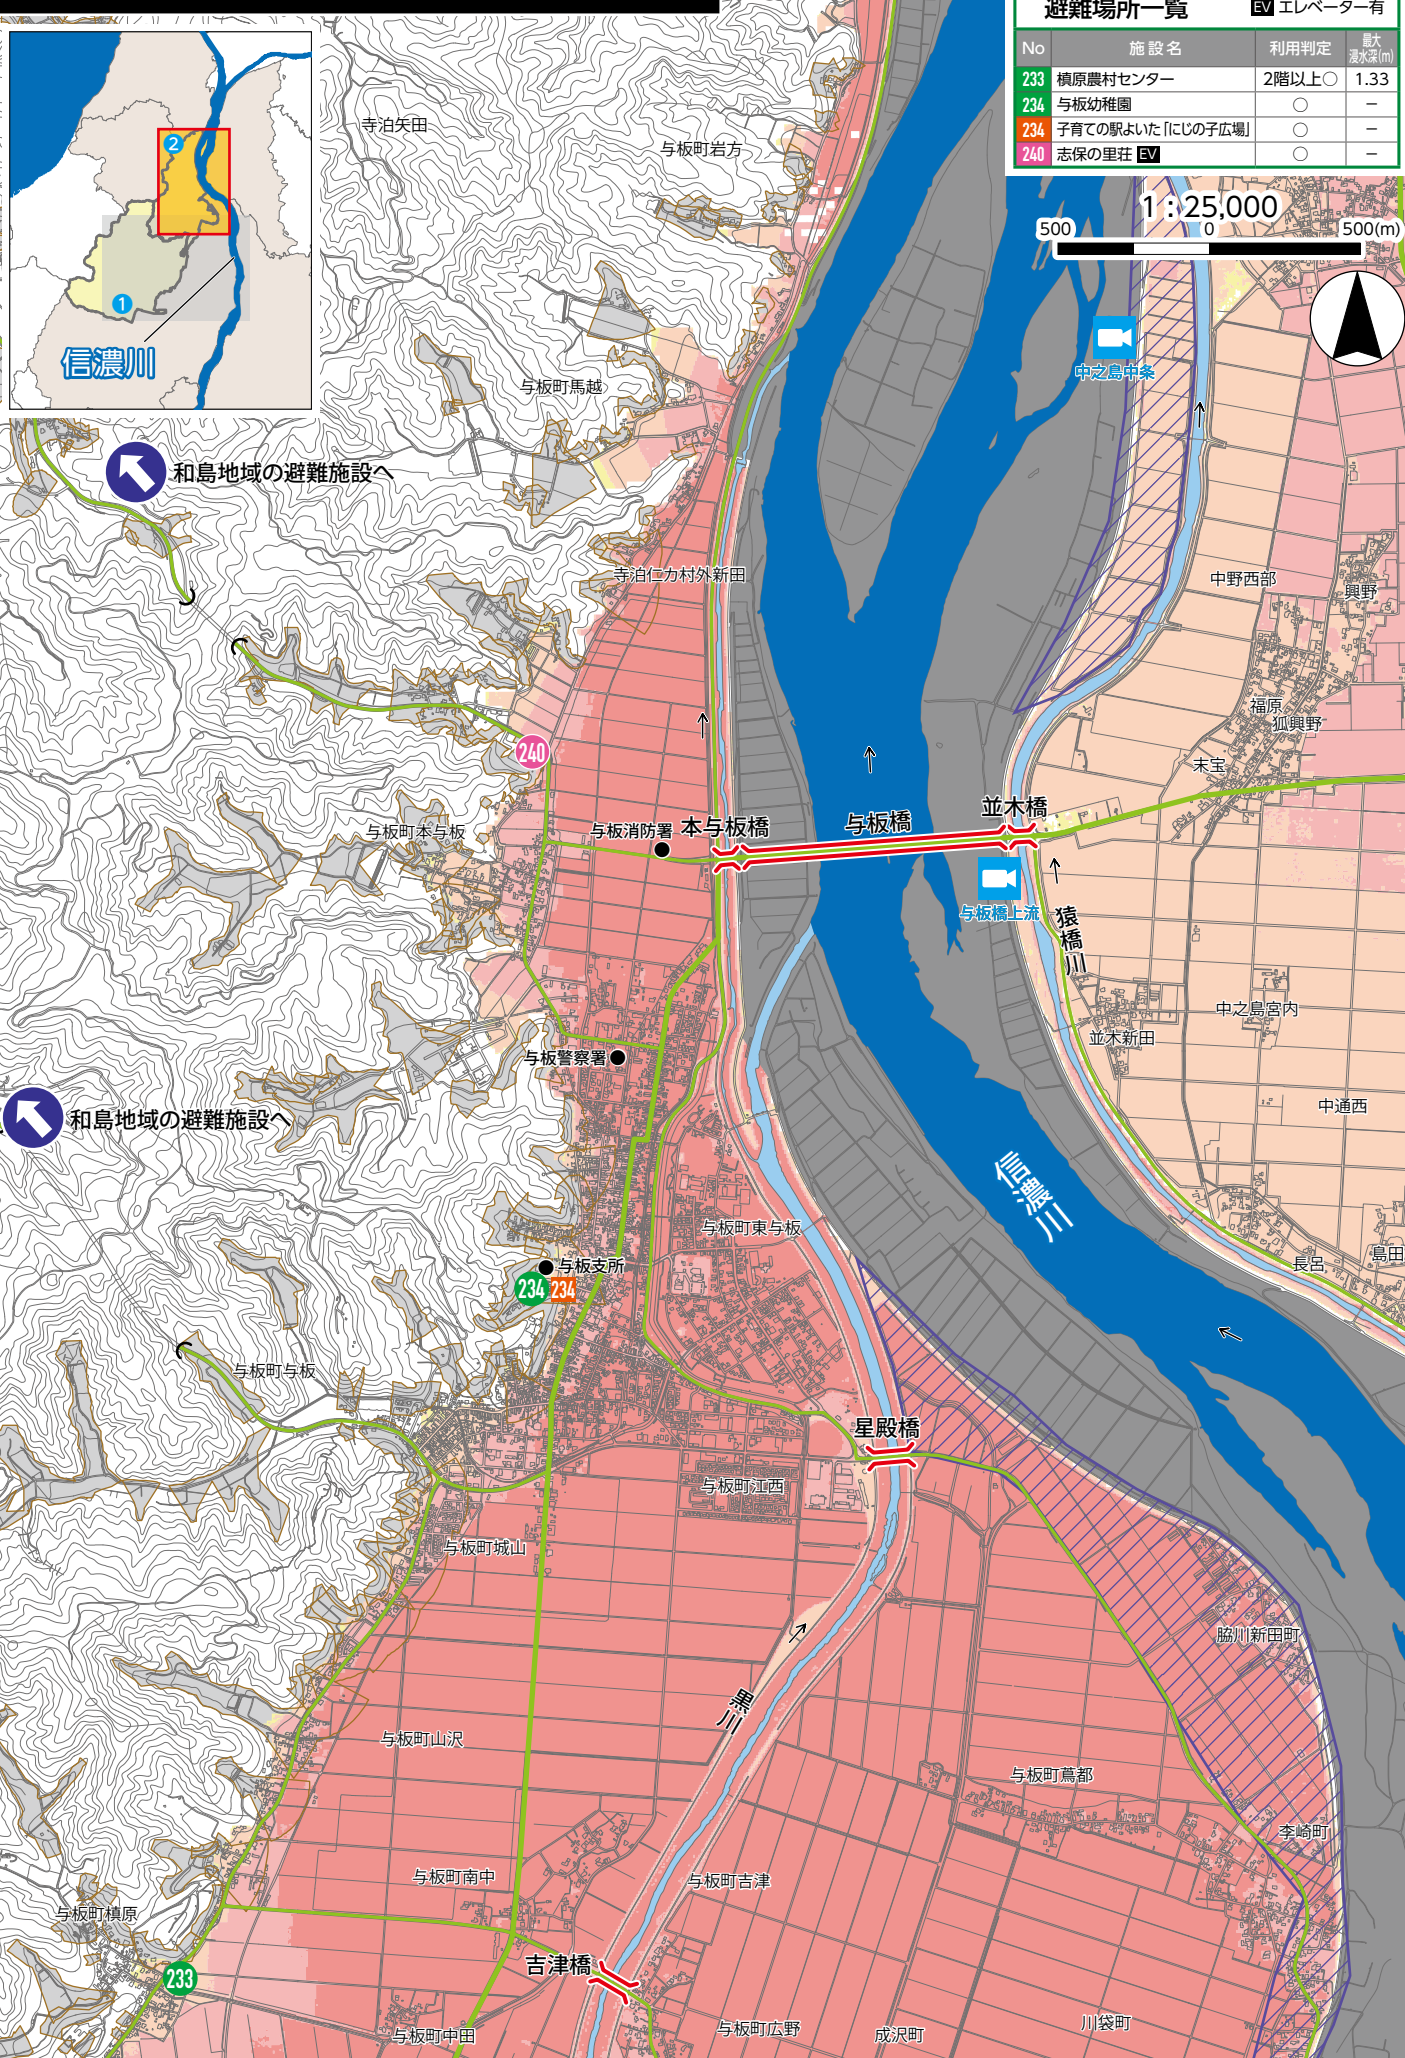 避難場所一覧
EV エレベーター有
No 施設名 利用判定 最大浸水深(m)
233 槙原農村センター 2階以上○ 1.33
234 与板幼稚園 ○ −
234 子育ての駅よいた「にじの子広場」 ○ −
240 志保の里荘 EV ○ −
1:25,000
500 0 500(m)
2
1
信濃川
寺泊矢田
与板町岩方
中之島中条
与板町馬越
和島地域の避難施設へ
寺泊仁カ村外新田
中野西部
興野
福原
狐興野
末宝
240
与板町本与板
与板消防署
本与板橋
与板橋
並木橋
与板橋上流
猿橋川
中之島宮内
並木新田
与板警察署
中通西
和島地域の避難施設へ
信濃川
与板町東与板
島田
長呂
与板支所
234
234
与板町与板
星殿橋
与板町江西
与板町城山
脇川新田町
黒川
与板町山沢
与板町蔦都
李崎町
与板町南中
与板町吉津
与板町槙原
吉津橋
233
与板町中田
与板町広野
成沢町
川袋町